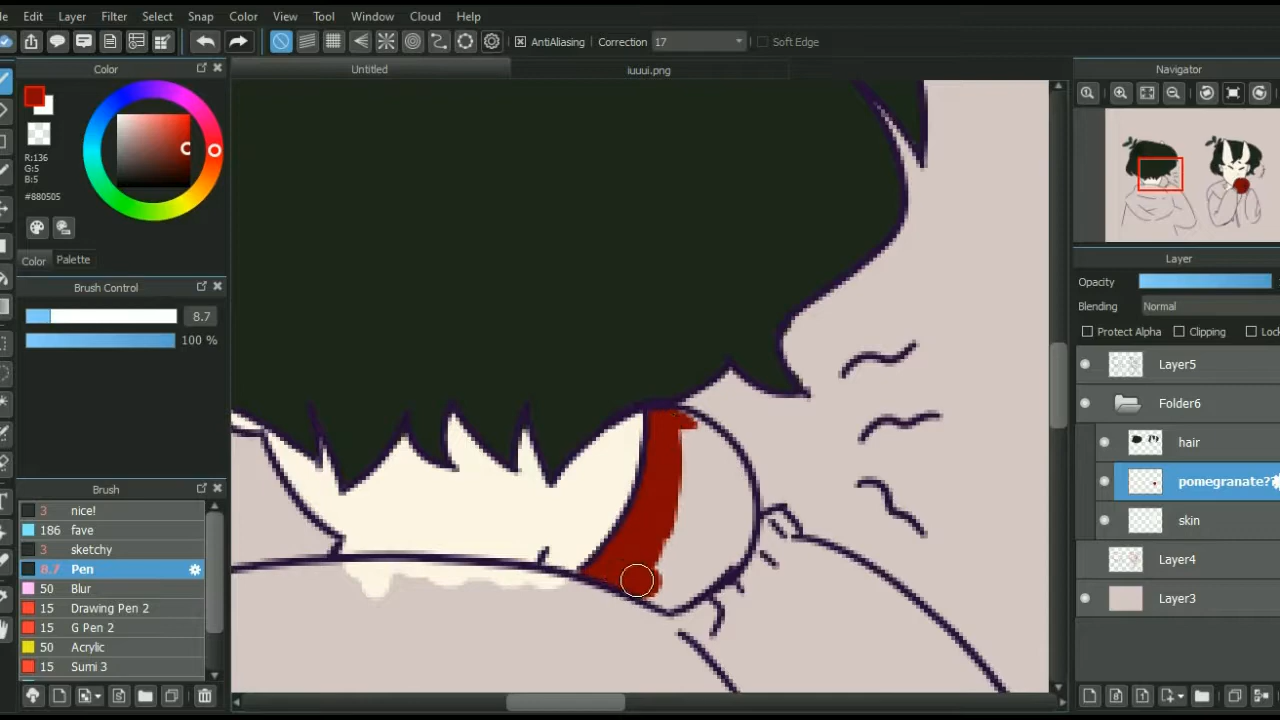 le Edit Layer Filter Select Snap Color View Tool Window Cloud Help
AntiAliasing Correction 17 Soft Edge
Color Untitled iuuui.png Navigator
R:136
G:5
B:5
#880505
Color Palette
Brush Control
8.7
100 %
Layer
Opacity
Blending Normal
Protect Alpha Clipping Lock
Layer5
Folder6
hair
pomegranate??
skin
Layer4
Layer3
Brush
3 nice!
186 fave
3 sketchy
8.7 Pen
50 Blur
15 Drawing Pen 2
15 G Pen 2
50 Acrylic
15 Sumi 3